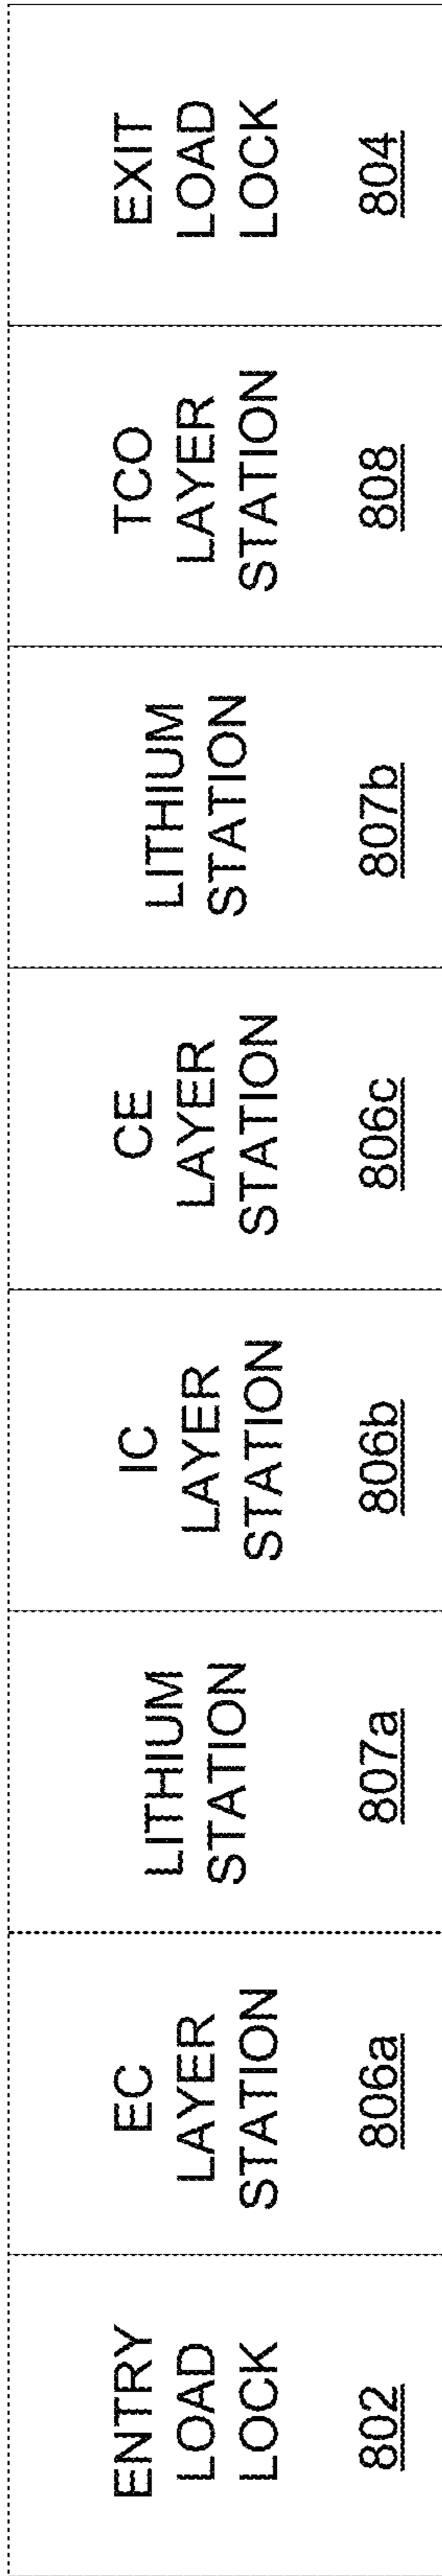 ENTRY
LOAD
LOCK
802
EC
LAYER
STATION
806a
LITHIUM
STATION
807a
IC
LAYER
STATION
806b
CE
LAYER
STATION
806c
LITHIUM
STATION
807b
TCO
LAYER
STATION
808
EXIT
LOAD
LOCK
804